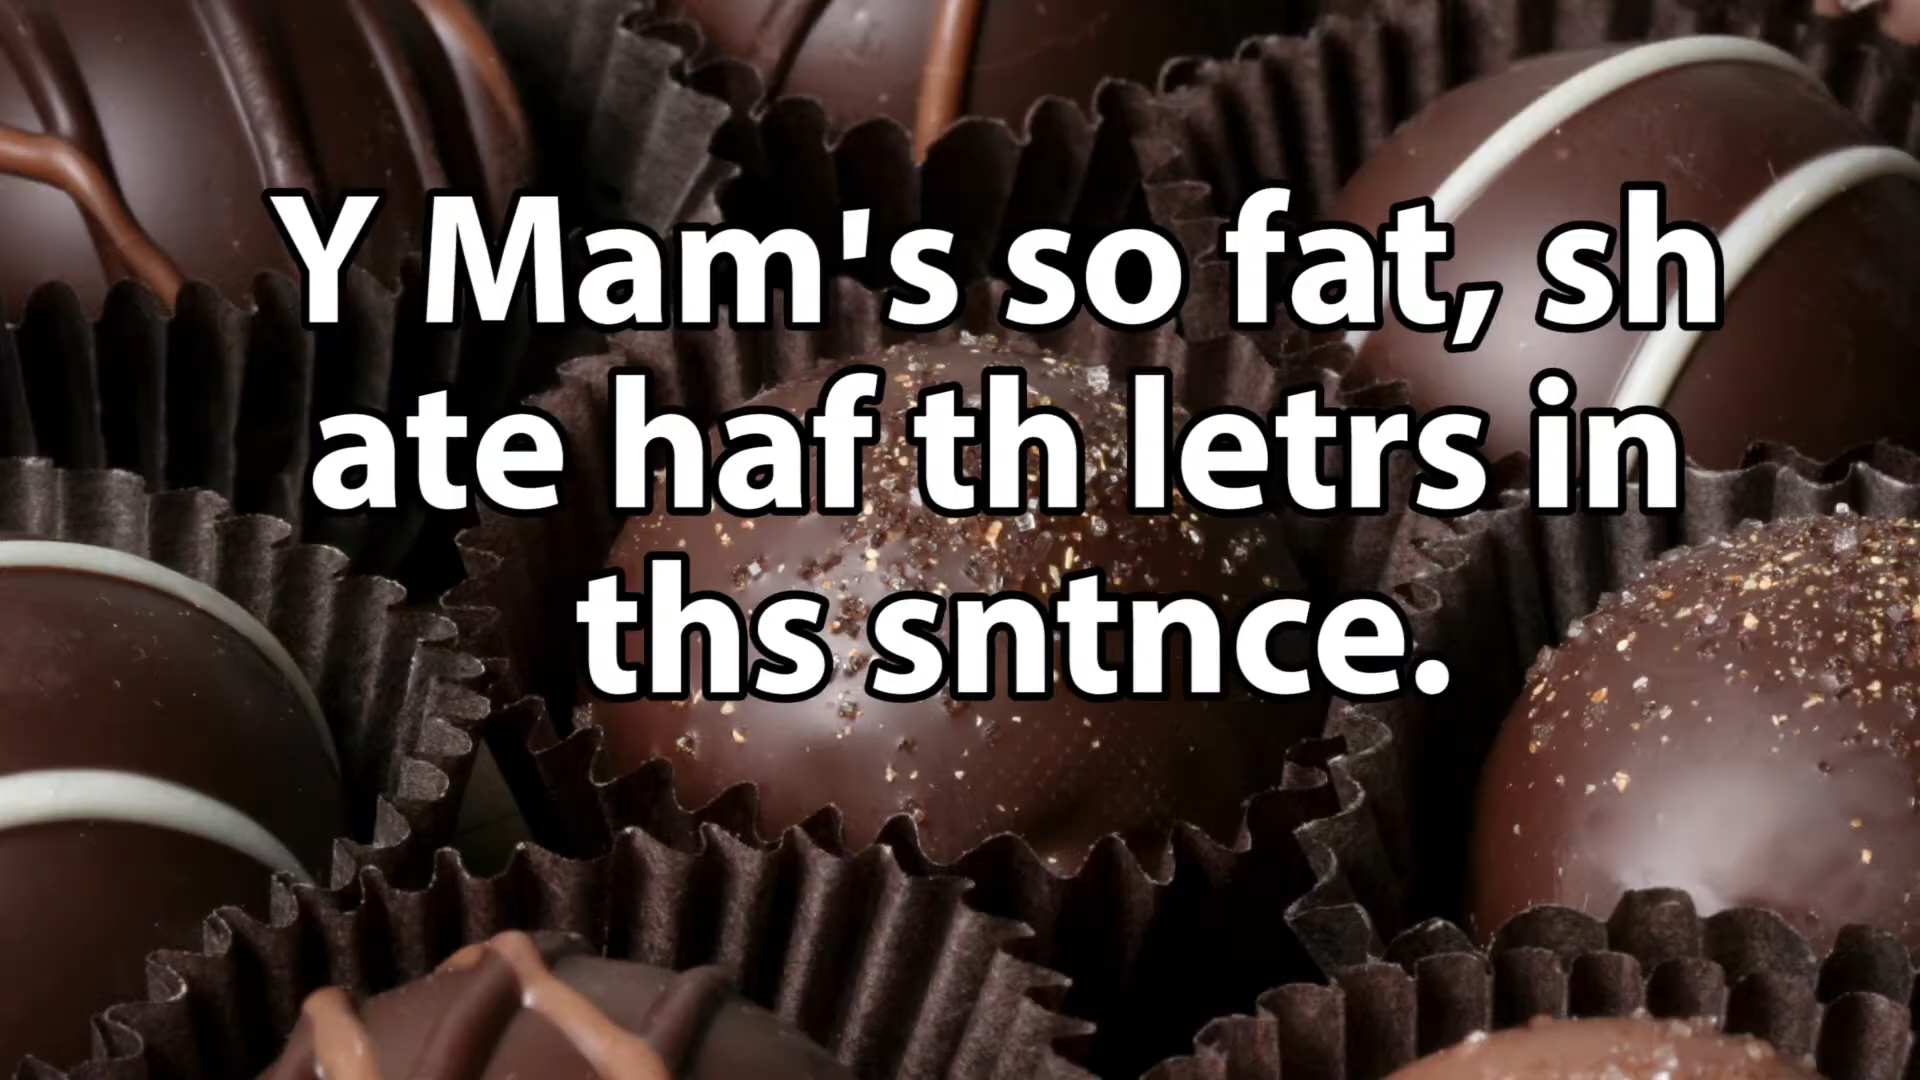 Y Mam's so fat, sh
ate haf th letrs in
ths sntnce.